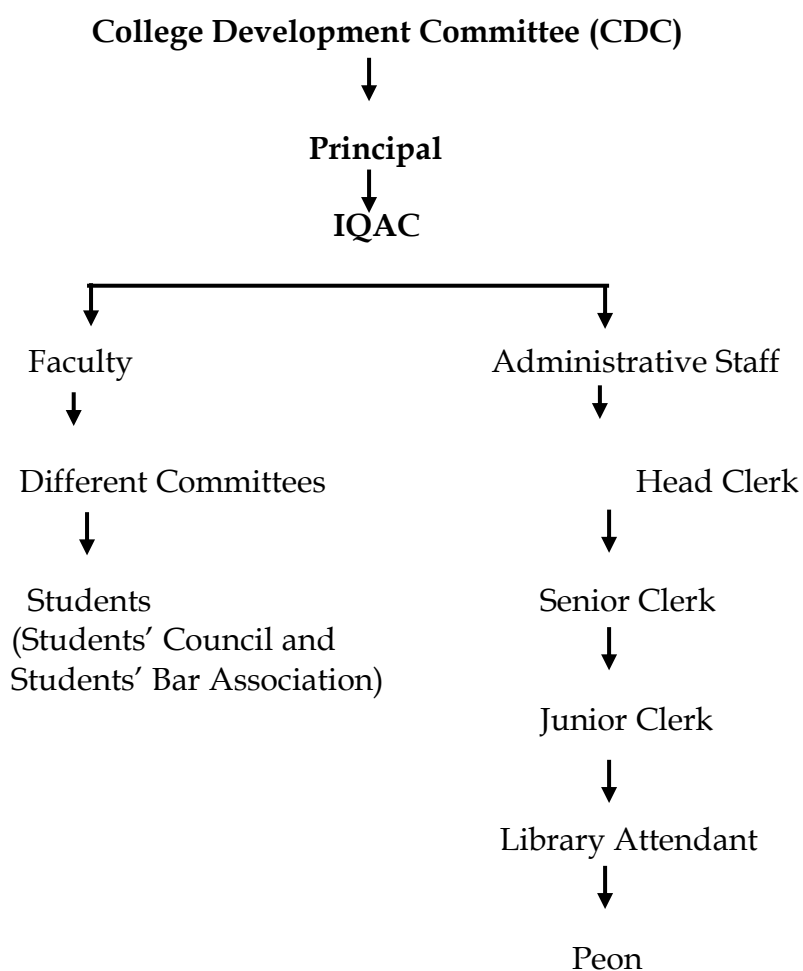 College Development Committee (CDC)
Principal
IQAC
Faculty
Administrative Staff
Different Committees
Head Clerk
Students
(Students’ Council and
Students’ Bar Association)
Senior Clerk
Junior Clerk
Library Attendant
Peon